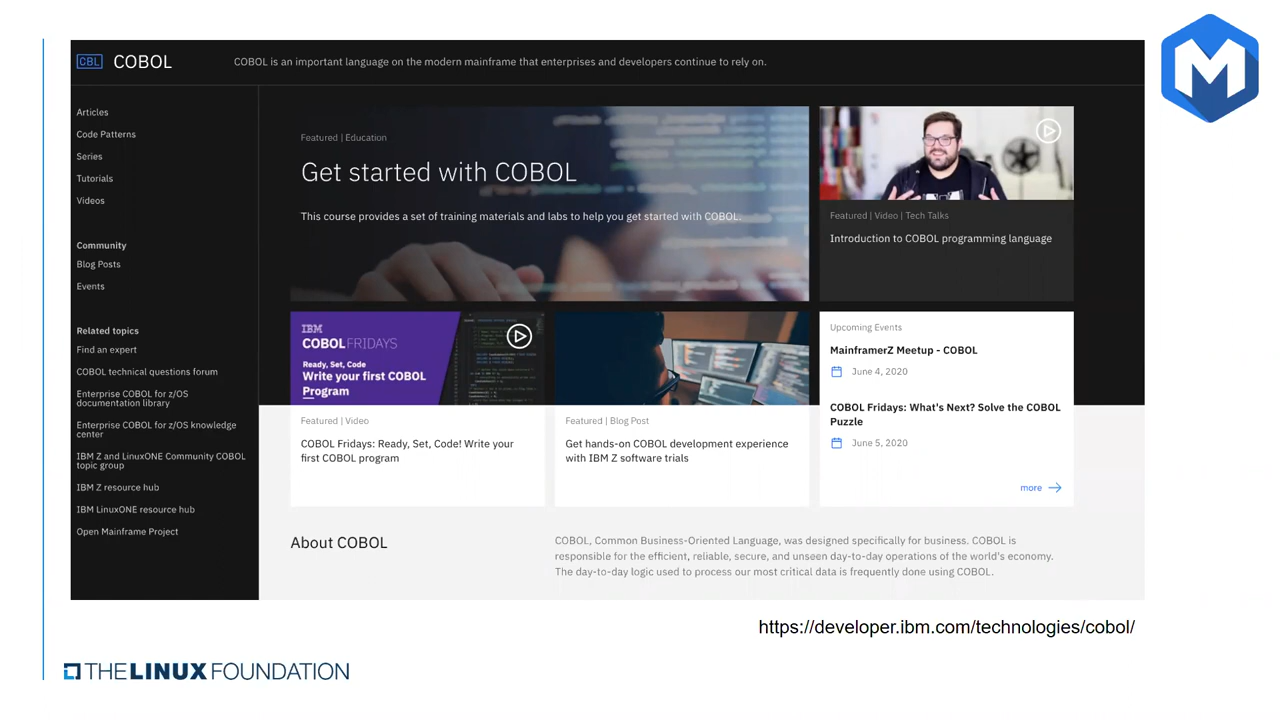 CBL COBOL
COBOL is an important language on the modern mainframe that enterprises and developers continue to rely on.
Articles
Code Patterns
Series
Tutorials
Videos
Community
Blog Posts
Events
Related topics
Find an expert
COBOL technical questions forum
Enterprise COBOL for z/OS
documentation library
Enterprise COBOL for z/OS knowledge
center
IBM Z and LinuxONE Community COBOL
topic group
IBM Z resource hub
IBM LinuxONE resource hub
Open Mainframe Project
Featured | Education
Get started with COBOL
This course provides a set of training materials and labs to help you get started with COBOL.
Featured | Video | Tech Talks
Introduction to COBOL programming language
IBM
COBOL FRIDAYS
Ready, Set, Code
Write your first COBOL
Program
Featured | Video
COBOL Fridays: Ready, Set, Code! Write your
first COBOL program
Featured | Blog Post
Get hands-on COBOL development experience
with IBM Z software trials
Upcoming Events
MainframerZ Meetup - COBOL
June 4, 2020
COBOL Fridays: What's Next? Solve the COBOL
Puzzle
June 5, 2020
more
About COBOL
COBOL, Common Business-Oriented Language, was designed specifically for business. COBOL is
responsible for the efficient, reliable, secure, and unseen day-to-day operations of the world's economy.
The day-to-day logic used to process our most critical data is frequently done using COBOL.
https://developer.ibm.com/technologies/cobol/
THE LINUX FOUNDATION
M